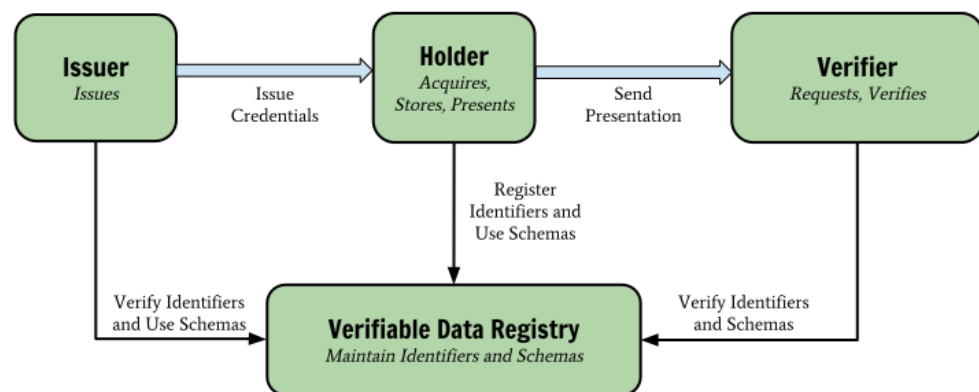 Issuer
Issues
Issue
Credentials
Holder
Acquires,
Stores, Presents
Send
Presentation
Verifier
Requests, Verifies
Register
Identifiers and
Use Schemas
Verify Identifiers
and Use Schemas
Verifiable Data Registry
Maintain Identifiers and Schemas
Verify Identifiers
and Schemas